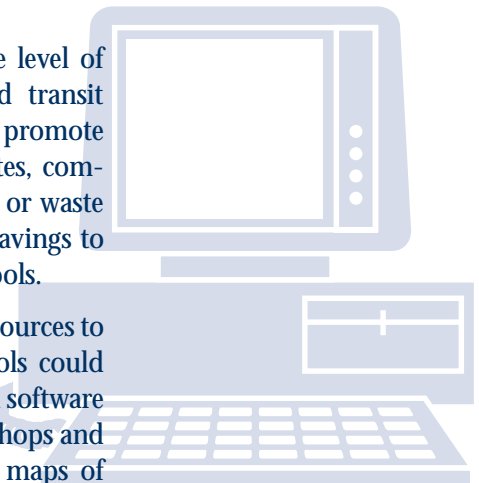 e level of
d transit
promote
tes, com-
or waste
avings to
ools.
ources to
ols could
software
hops and
maps of